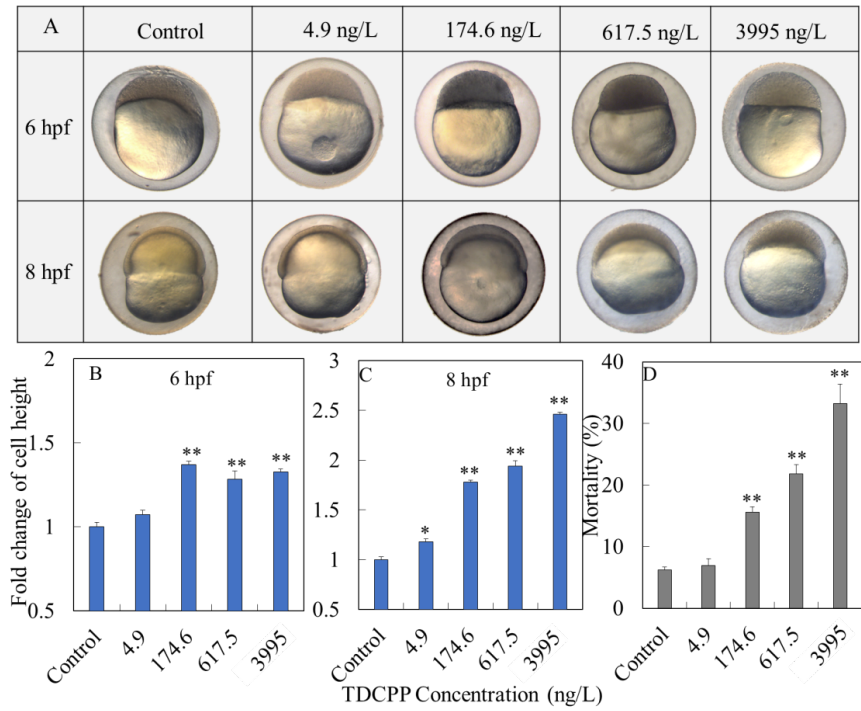 A Control 4.9 ng/L 174.6 ng/L 617.5 ng/L 3995 ng/L
6 hpf
8 hpf
B 6 hpf
Fold change of cell height
2
1.5
1
0.5
Control 4.9 174.6 617.5 3995
** ** **
C 8 hpf
3
2.5
2
1.5
1
0.5
Control 4.9 174.6 617.5 3995
* ** ** **
D
Mortality (%)
40
30
20
10
0
Control 4.9 174.6 617.5 3995
** ** **
TDCPP Concentration (ng/L)